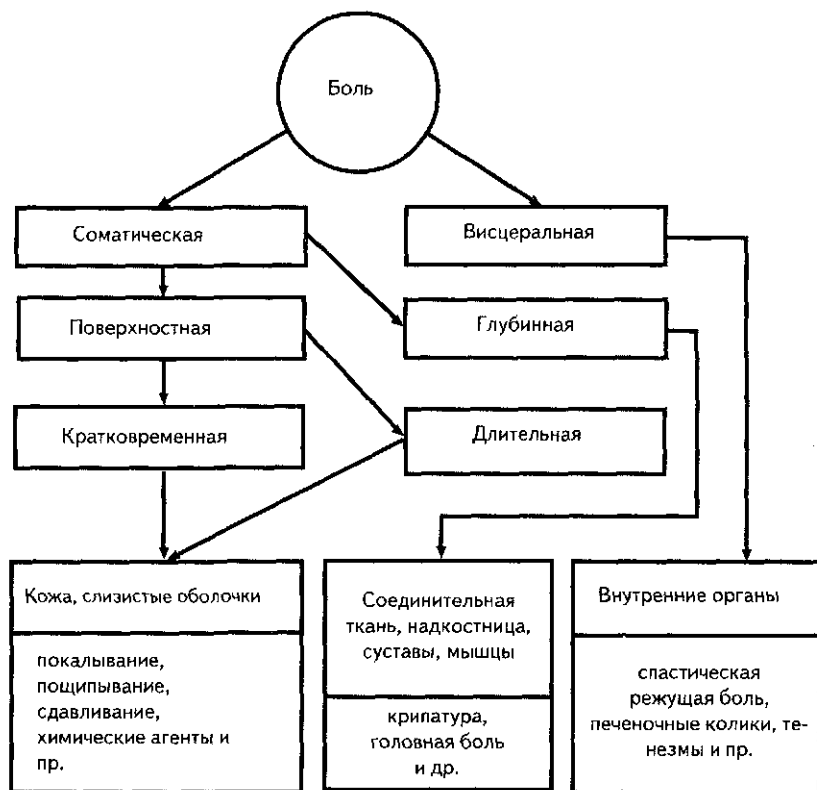 Боль
Соматическая
Висцеральная
Поверхностная
Глубинная
Кратковременная
Длительная
Кожа, слизистые оболочки
покалывание,
пощипывание,
сдавливание,
химические агенты и
пр.
Соединительная
ткань, надкостница,
суставы, мышцы
крипатура,
головная боль
и др.
Внутренние органы
спастическая
режущая боль,
печеночные колики, те-
незмы и пр.